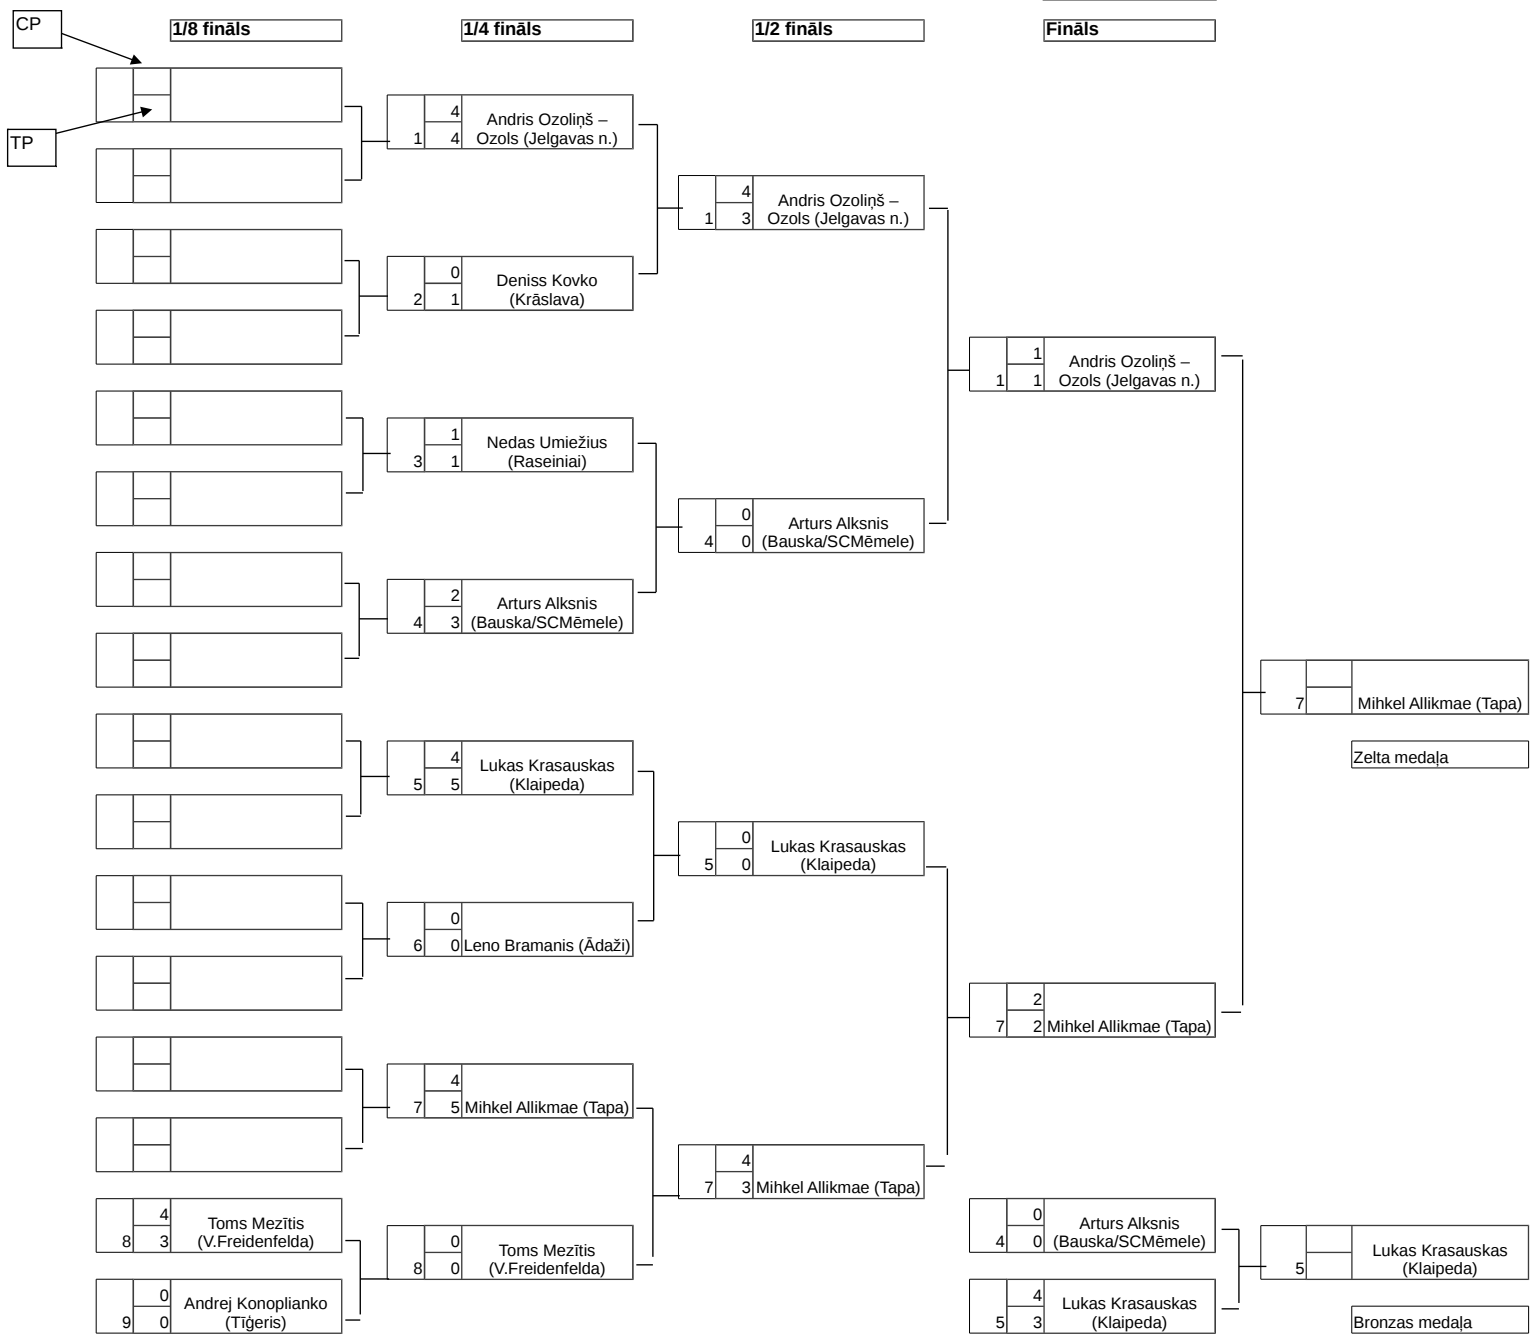 CP
1/8 fināls
1/4 fināls
1/2 fināls
Fināls
TP
4
1 4
Andris Ozoliņš –
Ozols (Jelgavas n.)
0
2 1
Deniss Kovko
(Krāslava)
1
3 1
Nedas Umiežius
(Raseiniai)
2
4 3
Arturs Alksnis
(Bauska/SCMēmele)
4
5 5
Lukas Krasauskas
(Klaipeda)
0
6 0 Leno Bramanis (Ādaži)
4
7 5 Mihkel Allikmae (Tapa)
4
8 3
Toms Mezītis
(V.Freidenfelda)
0
9 0
Andrej Konoplianko
(Tīģeris)
0
8 0
Toms Mezītis
(V.Freidenfelda)
4
1 3
Andris Ozoliņš –
Ozols (Jelgavas n.)
0
4 0
Arturs Alksnis
(Bauska/SCMēmele)
0
5 0
Lukas Krasauskas
(Klaipeda)
4
7 3 Mihkel Allikmae (Tapa)
1
1 1
Andris Ozoliņš –
Ozols (Jelgavas n.)
2
7 2 Mihkel Allikmae (Tapa)
7 Mihkel Allikmae (Tapa)
Zelta medaļa
0
4 0
Arturs Alksnis
(Bauska/SCMēmele)
4
5 3
Lukas Krasauskas
(Klaipeda)
5
Lukas Krasauskas
(Klaipeda)
Bronzas medaļa